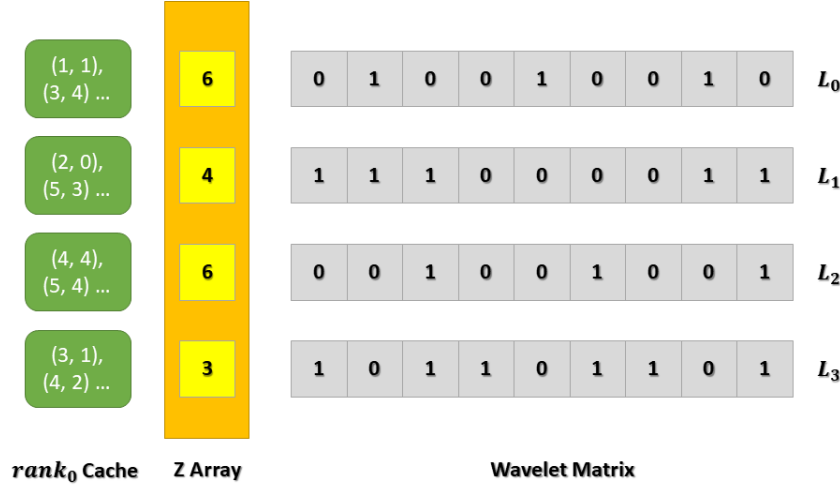 (1, 1),
(3, 4) ...
6
0 1 0 0 1 0 0 1 0
L₀
(2, 0),
(5, 3) ...
4
1 1 1 0 0 0 0 1 1
L₁
(4, 4),
(5, 4) ...
6
0 0 1 0 0 1 0 0 1
L₂
(3, 1),
(4, 2) ...
3
1 0 1 1 0 1 1 0 1
L₃
rank₀ Cache
Z Array
Wavelet Matrix